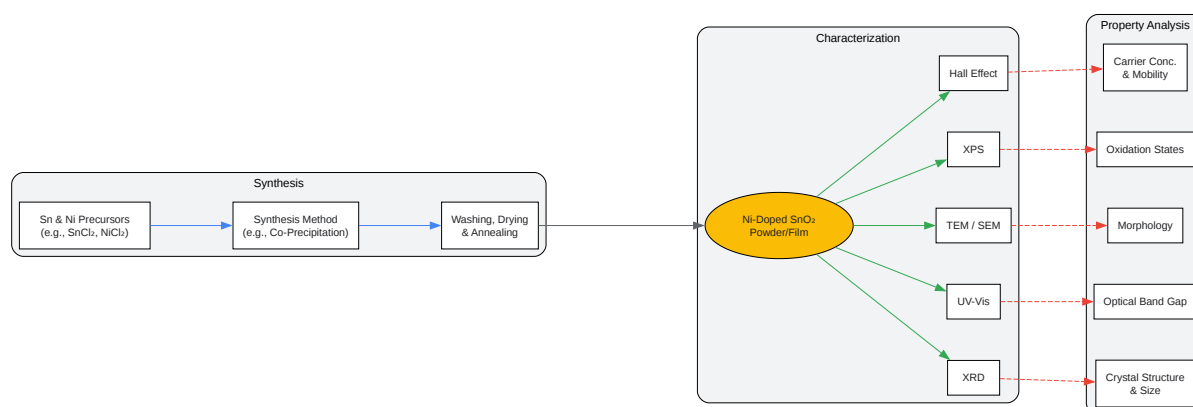 Synthesis
Sn & Ni Precursors
(e.g., SnCl₂, NiCl₂)
Synthesis Method
(e.g., Co-Precipitation)
Washing, Drying
& Annealing
Characterization
Ni-Doped SnO₂
Powder/Film
Hall Effect
XPS
TEM / SEM
UV-Vis
XRD
Property Analysis
Carrier Conc.
& Mobility
Oxidation States
Morphology
Optical Band Gap
Crystal Structure
& Size